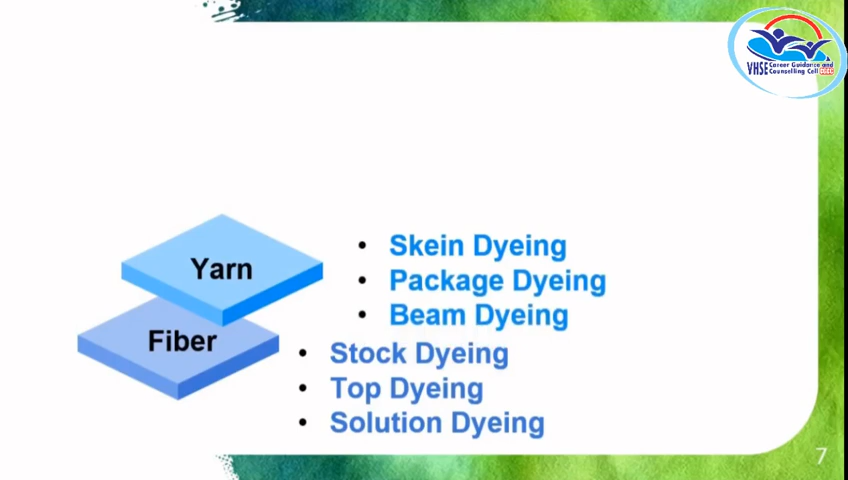 VHSE Career Guidance and
Counselling Cell
Yarn
Skein Dyeing
Package Dyeing
Beam Dyeing
Fiber
Stock Dyeing
Top Dyeing
Solution Dyeing
7